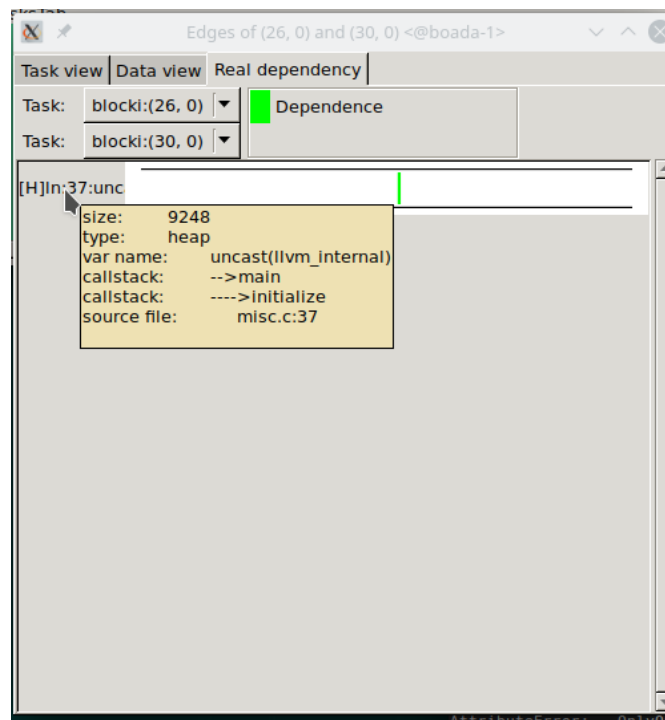 Edges of (26, 0) and (30, 0) <@boada-1>
Task view Data view Real dependency
Task: blocki:(26, 0) Dependence
Task: blocki:(30, 0)
[H]ln:37:unc
size: 9248
type: heap
var name: uncast(llvm_internal)
callstack: -->main
callstack: ---->initialize
source file: misc.c:37